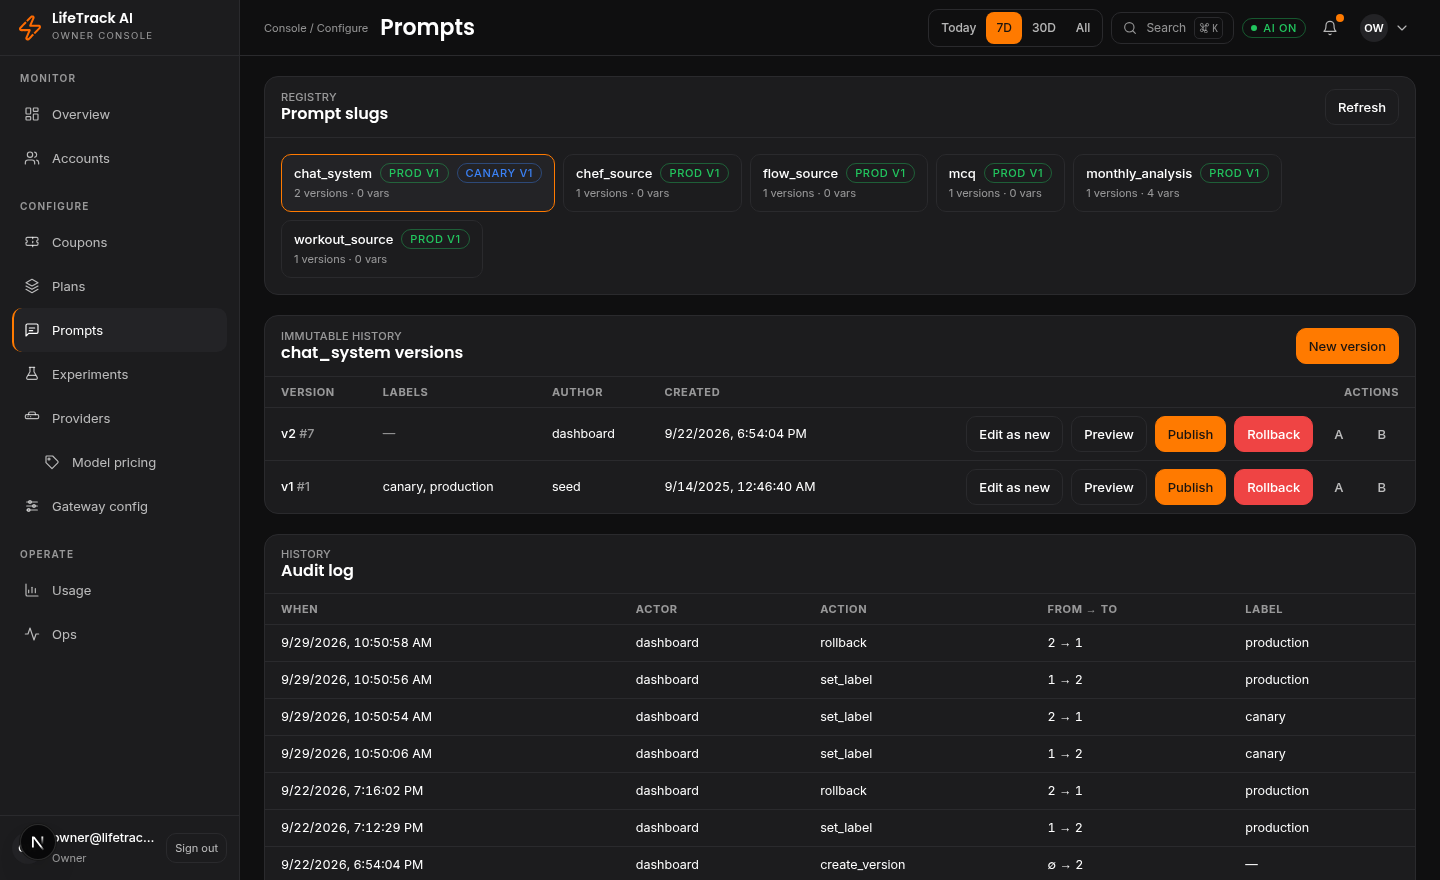 LifeTrack AI
OWNER CONSOLE
MONITOR
Overview
Accounts
CONFIGURE
Coupons
Plans
Prompts
Experiments
Providers
Model pricing
Gateway config
OPERATE
Usage
Ops
owner@lifetrac...
Owner
Sign out
Console / Configure Prompts
Today 7D 30D All
Search ⌘ K
AI ON
OW
REGISTRY
Prompt slugs
Refresh
chat_system PROD V1 CANARY V1
2 versions · 0 vars
chef_source PROD V1
1 versions · 0 vars
flow_source PROD V1
1 versions · 0 vars
mcq PROD V1
1 versions · 0 vars
monthly_analysis PROD V1
1 versions · 4 vars
workout_source PROD V1
1 versions · 0 vars
IMMUTABLE HISTORY
chat_system versions
New version
VERSION LABELS AUTHOR CREATED ACTIONS
v2 #7 — dashboard 9/22/2026, 6:54:04 PM Edit as new Preview Publish Rollback A B
v1 #1 canary, production seed 9/14/2025, 12:46:40 AM Edit as new Preview Publish Rollback A B
HISTORY
Audit log
WHEN ACTOR ACTION FROM → TO LABEL
9/29/2026, 10:50:58 AM dashboard rollback 2 → 1 production
9/29/2026, 10:50:56 AM dashboard set_label 1 → 2 production
9/29/2026, 10:50:54 AM dashboard set_label 2 → 1 canary
9/29/2026, 10:50:06 AM dashboard set_label 1 → 2 canary
9/22/2026, 7:16:02 PM dashboard rollback 2 → 1 production
9/22/2026, 7:12:29 PM dashboard set_label 1 → 2 production
9/22/2026, 6:54:04 PM dashboard create_version ø → 2 —